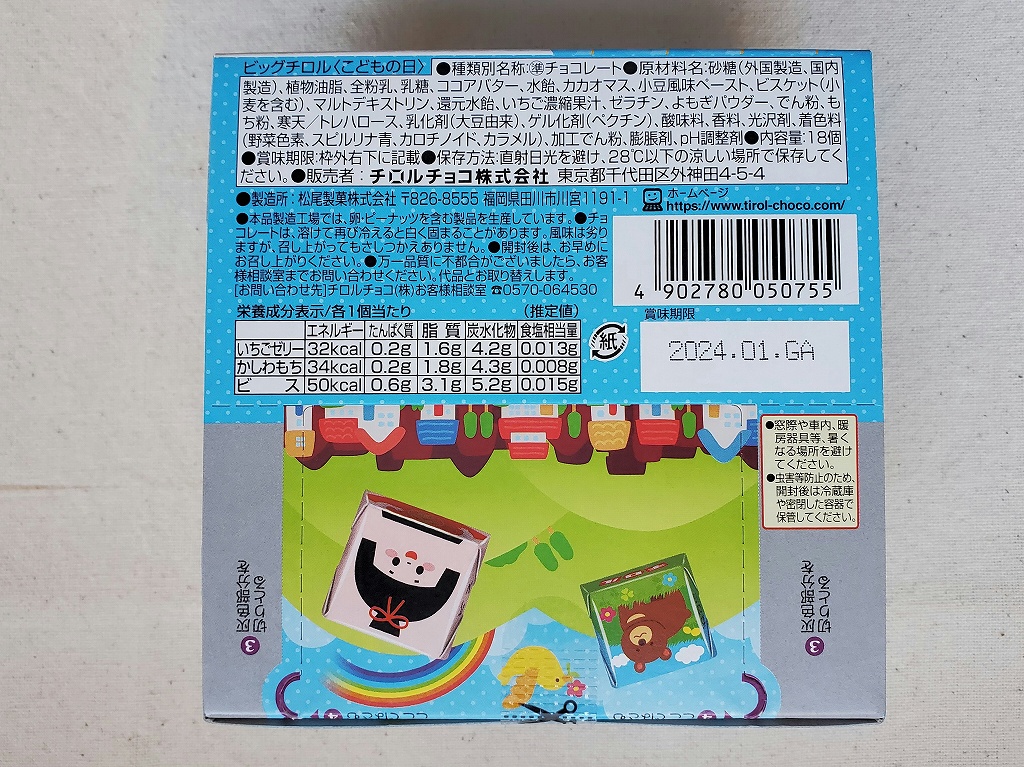 ビッグチロル〈こどもの日〉 ●種類別名称:準チョコレート●原材料名:砂糖(外国製造、国内
製造)、植物油脂、全粉乳、乳糖、ココアバター、水飴、カカオマス、小豆風味ペースト、ビスケット(小
麦を含む)、マルトデキストリン、還元水飴、いちご濃縮果汁、ゼラチン、よもぎパウダー、でん粉、も
ち粉、寒天/トレハロース、乳化剤(大豆由来)、ゲル化剤(ペクチン)、酸味料、香料、光沢剤、着色料
(野菜色素、スピルリナ青、カロチノイド、カラメル)、加工でん粉、膨脹剤、pH調整剤●内容量:18個
●賞味期限:枠外右下に記載●保存方法:直射日光を避け、28℃以下の涼しい場所で保存してく
ださい。●販売者:チロルチョコ株式会社 東京都千代田区外神田4-5-4
●製造所:松尾製菓株式会社 〒826-8555 福岡県田川市川宮1191-1
ホームページ
https://www.tirol-choco.com/
●本品製造工場では、卵・ピーナッツを含む製品を生産しています。●チョ
コレートは、溶けて再び冷えると白く固まることがあります。風味は劣り
ますが、召し上がってもさしつかえありません。●開封後は、お早めに
お召し上がりください。●万一品質に不都合がございましたら、お客
様相談室までお問い合わせください。代品とお取り替えします。
[お問い合わせ先]チロルチョコ(株)お客様相談室 ☎0570-064530
4 902780 050755
栄養成分表示/各1個当たり (推定値)
エネルギー たんぱく質 脂質 炭水化物 食塩相当量
いちごゼリー 32kcal 0.2g 1.6g 4.2g 0.013g
かしわもち 34kcal 0.2g 1.8g 4.3g 0.008g
ビス 50kcal 0.6g 3.1g 5.2g 0.015g
紙
賞味期限
2024.01.GA
●窓際や車内、暖
房器具等、暑く
なる場所を避け
てください。
●虫害等防止のため、
開封後は冷蔵庫
や密閉した容器で
保管してください。
③ 灰色部分を
切りとる
③ 灰色部分を
切りとる